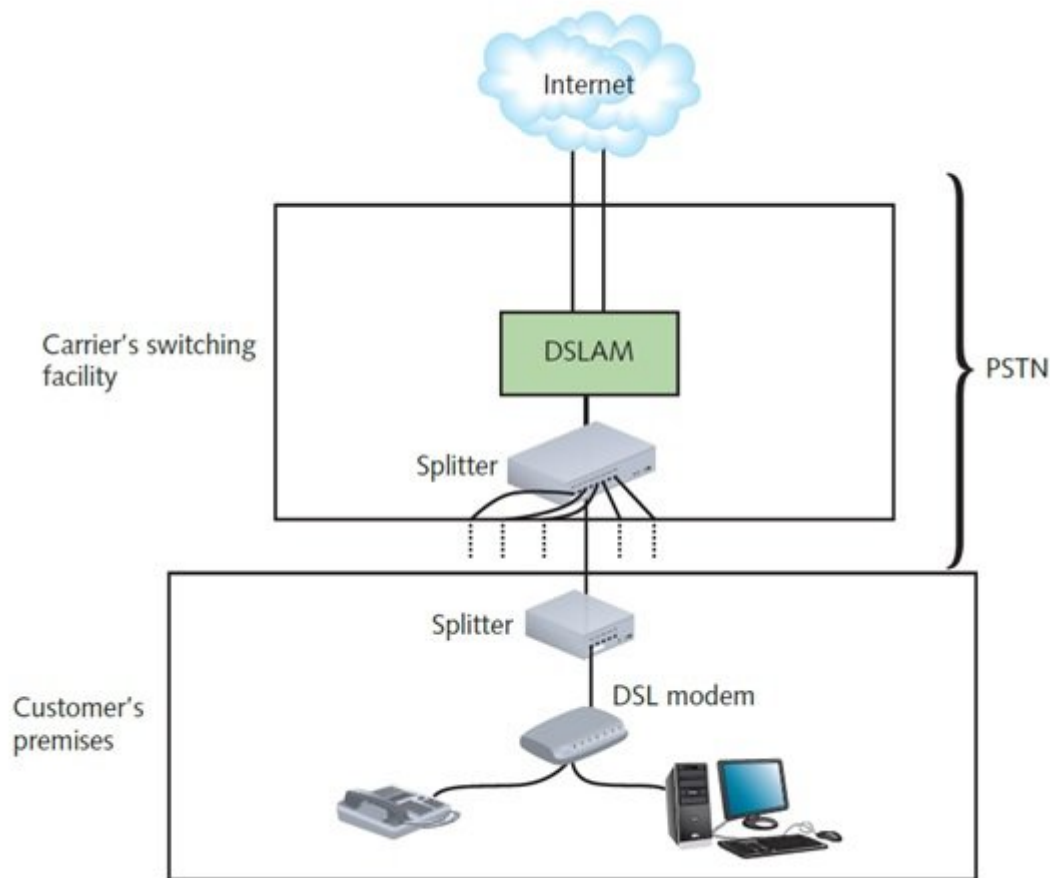 Internet
Carrier's switching
facility
DSLAM
PSTN
Splitter
Splitter
DSL modem
Customer's
premises